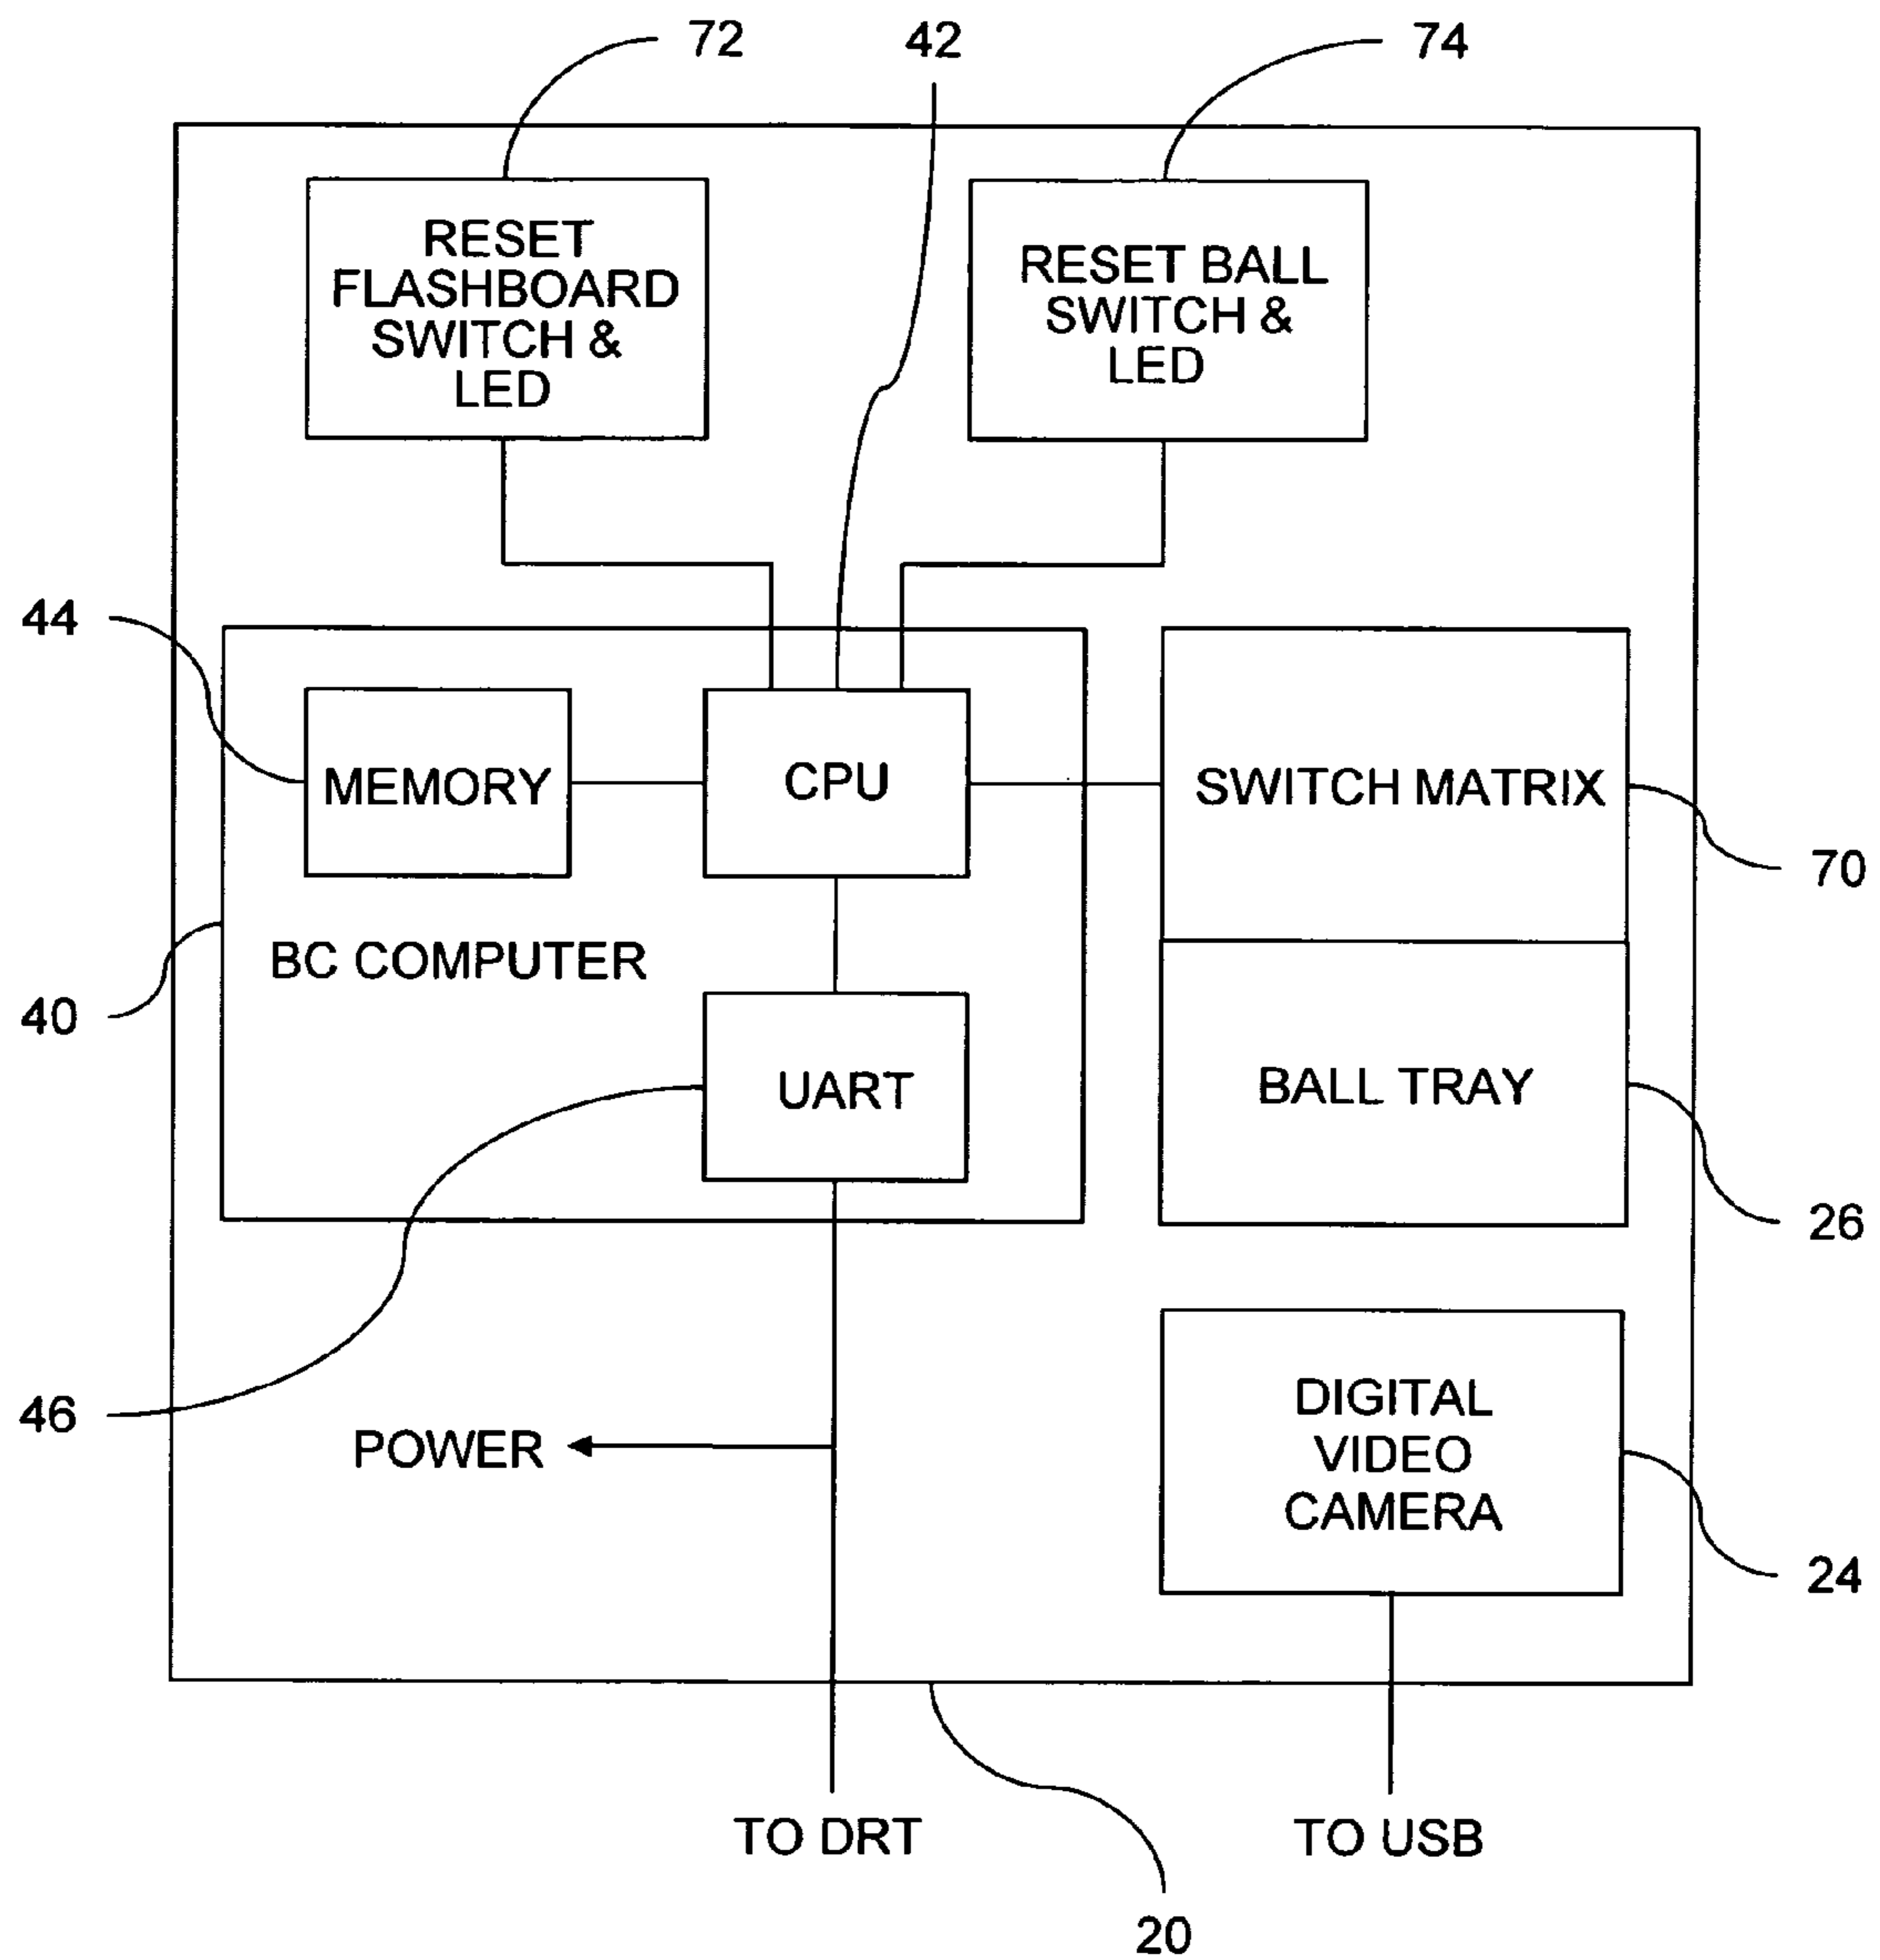 72
42
74
RESET
FLASHBOARD
SWITCH &
LED
RESET BALL
SWITCH &
LED
44
MEMORY
CPU
SWITCH MATRIX
70
BC COMPUTER
40
UART
BALL TRAY
26
46
POWER
DIGITAL
VIDEO
CAMERA
24
TO DRT
TO USB
20